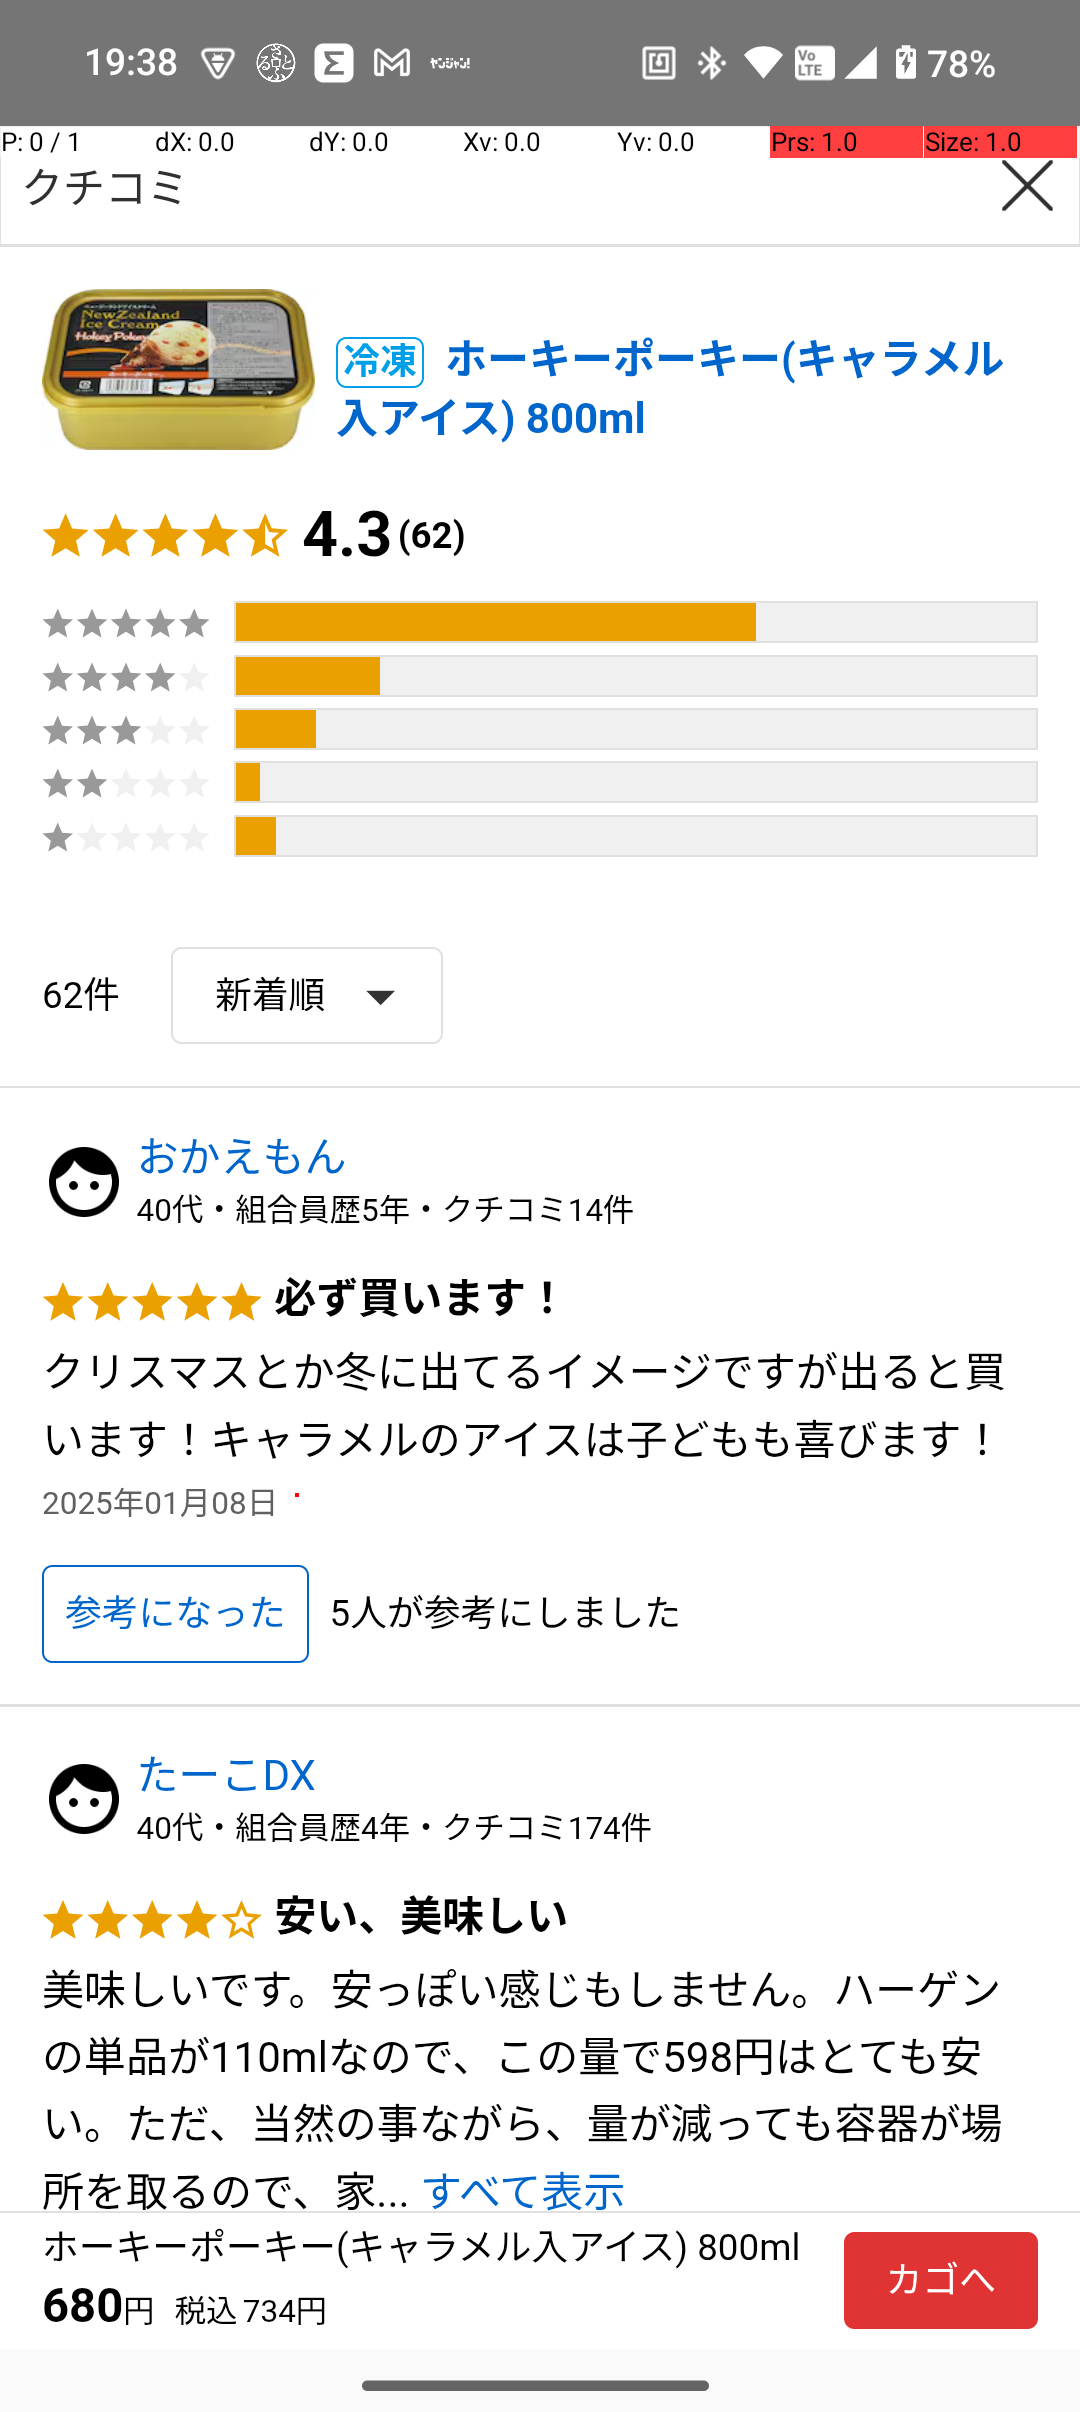 19:38
ヤンジャン!
Vo LTE
78%
P: 0 / 1 dX: 0.0 dY: 0.0 Xv: 0.0 Yv: 0.0 Prs: 1.0 Size: 1.0
クチコミ
NewZealand
Ice Cream
Hokey Pokey
冷凍 ホーキーポーキー(キャラメル
入アイス) 800ml
4.3 (62)
62件 新着順
おかえもん
40代・組合員歴5年・クチコミ14件
必ず買います！
クリスマスとか冬に出てるイメージですが出ると買
います！キャラメルのアイスは子どもも喜びます！
2025年01月08日
参考になった 5人が参考にしました
たーこDX
40代・組合員歴4年・クチコミ174件
安い、美味しい
美味しいです。安っぽい感じもしません。ハーゲン
の単品が110mlなので、この量で598円はとても安
い。ただ、当然の事ながら、量が減っても容器が場
所を取るので、家... すべて表示
ホーキーポーキー(キャラメル入アイス) 800ml
680円 税込 734円
カゴへ